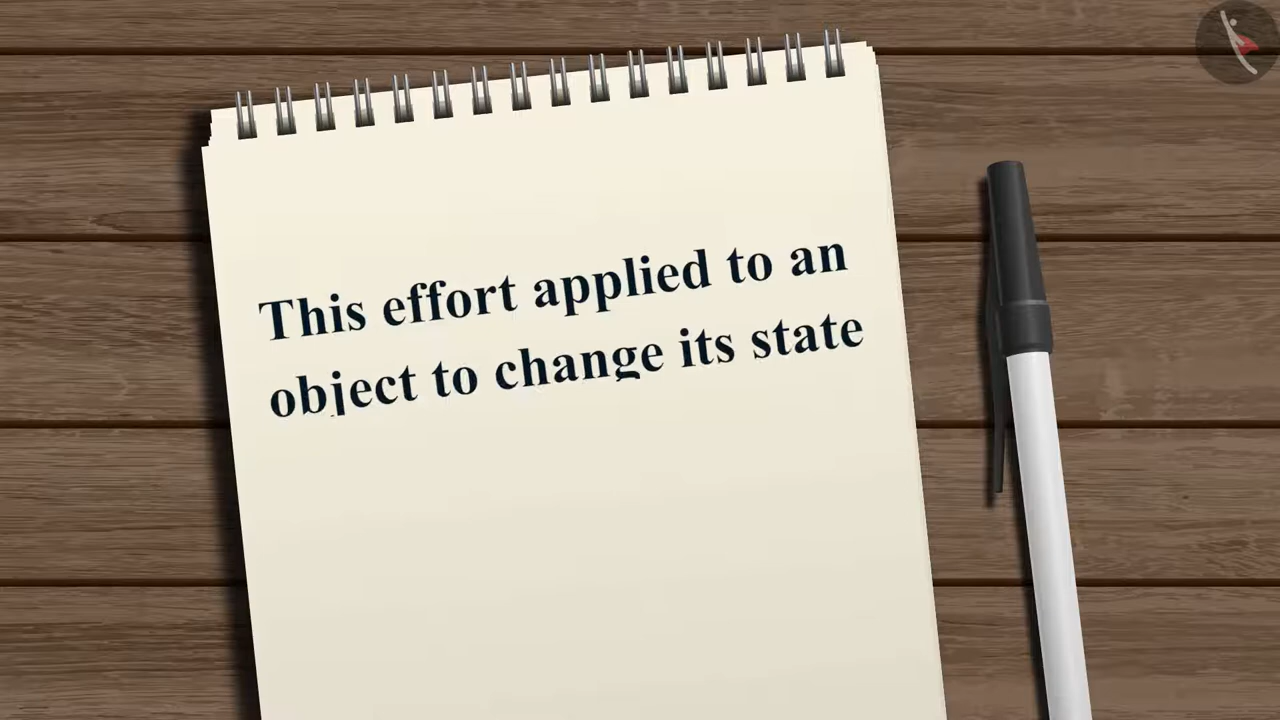 This effort applied to an
object to change its state